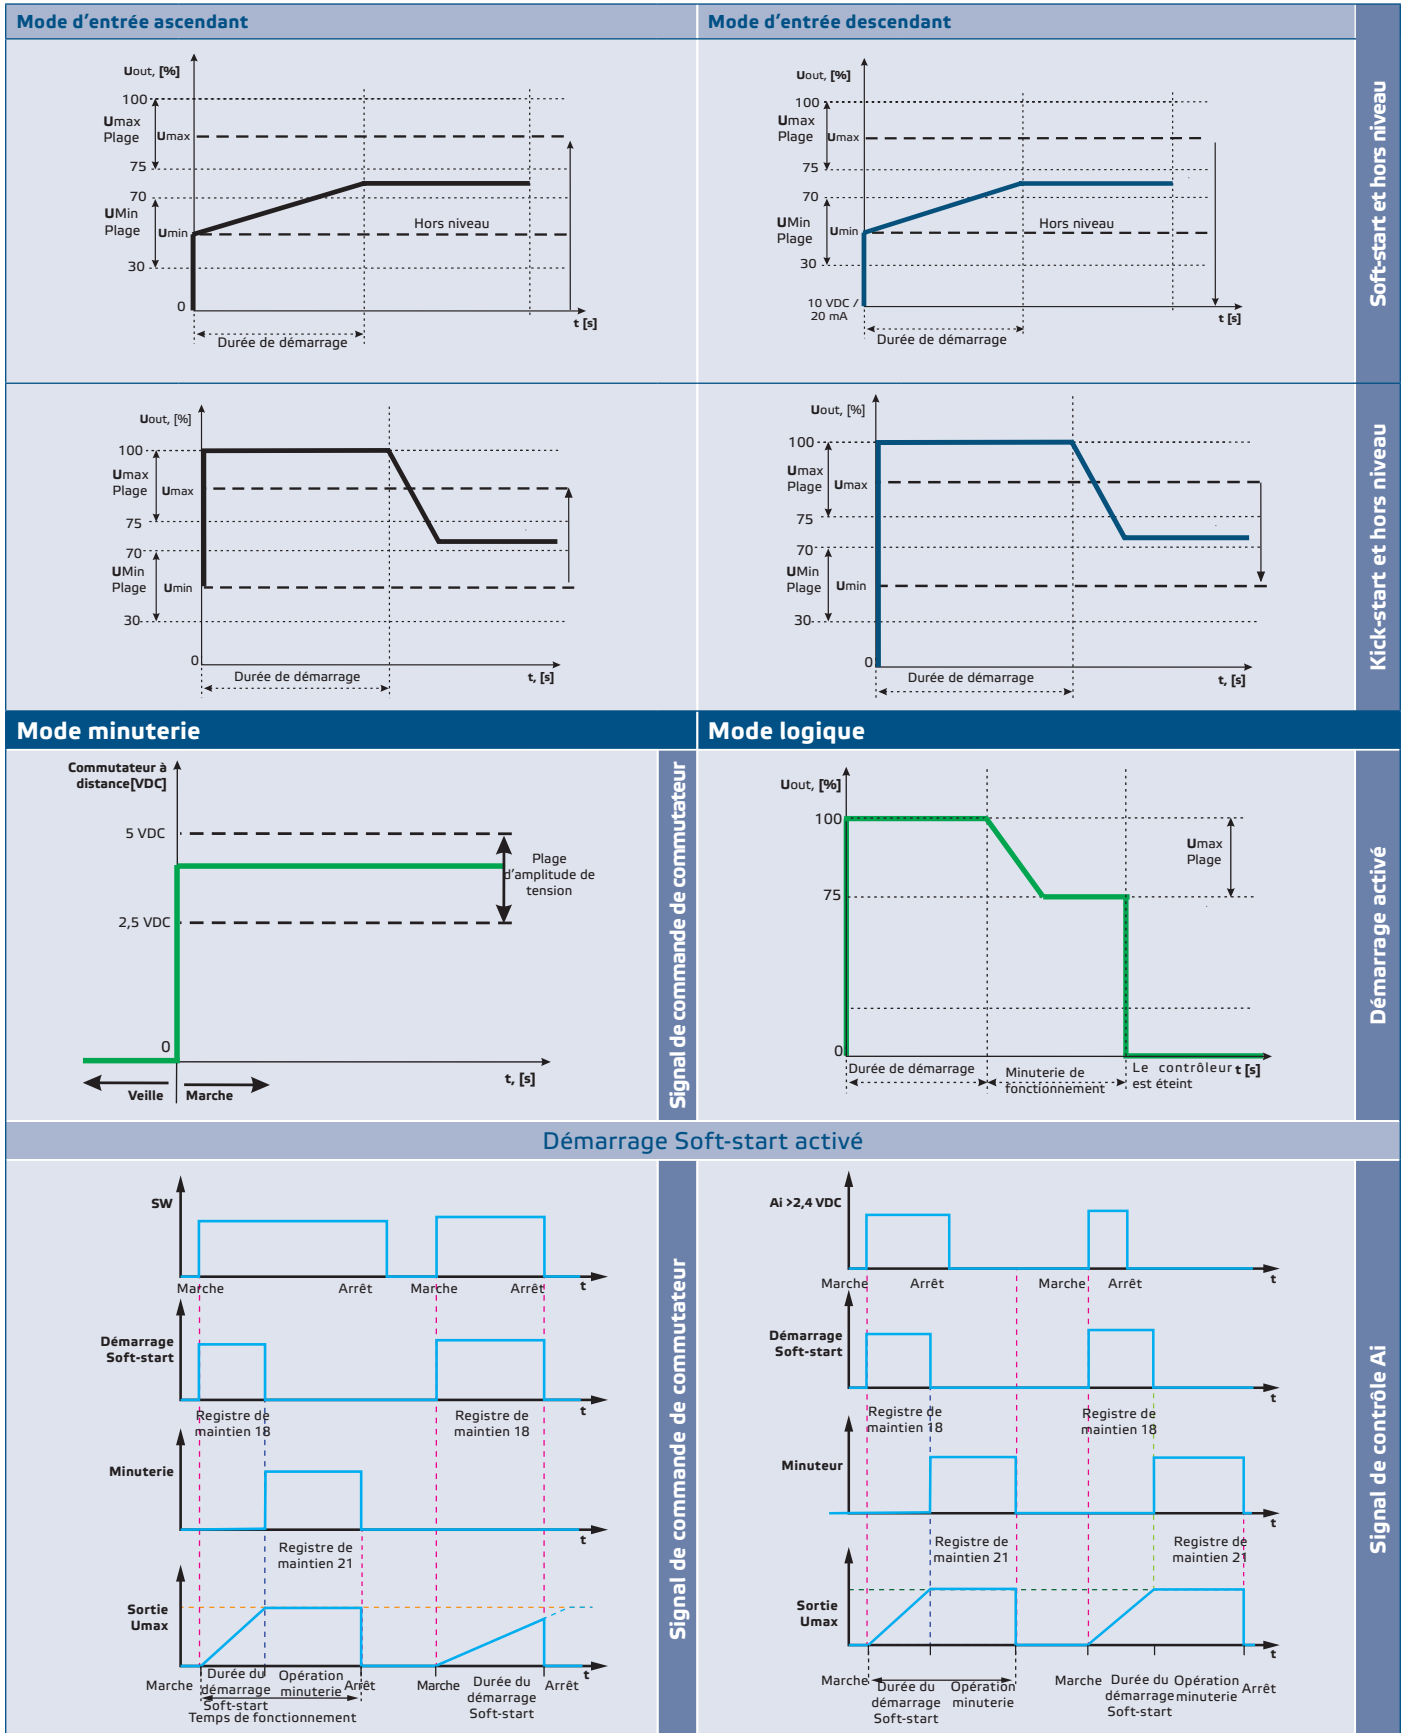 Mode d'entrée ascendant
Mode d'entrée descendant
Soft-start et hors niveau
Uout, [%]
100
Umax
Plage
Umax
75
70
UMin
Plage
Umin
Hors niveau
30
0
t [s]
Durée de démarrage
Uout, [%]
100
Umax
Plage
Umax
75
70
UMin
Plage
Umin
Hors niveau
30
10 VDC /
20 mA
t [s]
Durée de démarrage
Kick-start et hors niveau
Uout, [%]
100
Umax
Plage
Umax
75
70
UMin
Plage
Umin
30
0
Durée de démarrage
t, [s]
Uout, [%]
100
Umax
Plage
Umax
75
70
UMin
Plage
Umin
30
0
Durée de démarrage
t, [s]
Mode minuterie
Mode logique
Commutateur à
distance[VDC]
5 VDC
Plage
d'amplitude de
tension
2,5 VDC
0
t, [s]
Veille
Marche
Signal de commande de commutateur
Uout, [%]
100
Umax
Plage
75
0
Durée de démarrage
Minuterie de
fonctionnement
Le contrôleur
est éteint
t [s]
Démarrage activé
Démarrage Soft-start activé
SW
Marche
Arrêt
Marche
Arrêt
t
Démarrage
Soft-start
t
Registre de
maintien 18
Registre de
maintien 18
Minuterie
t
Registre de
maintien 21
Sortie
Umax
t
Marche
Durée du
démarrage
Soft-start
Opération
minuterie
Arrêt
Temps de fonctionnement
Marche
Durée du
démarrage
Soft-start
Arrêt
Signal de commande de commutateur
Ai >2,4 VDC
Marche
Arrêt
Marche
Arrêt
t
Démarrage
Soft-start
t
Registre de
maintien 18
Registre de
maintien 18
Minuteur
t
Registre de
maintien 21
Registre de
maintien 21
Sortie
Umax
t
Marche
Durée du
démarrage
Soft-start
Opération
minuterie
Marche
Durée du
démarrage
Soft-start
Opération
minuterie
Arrêt
Signal de contrôle Ai